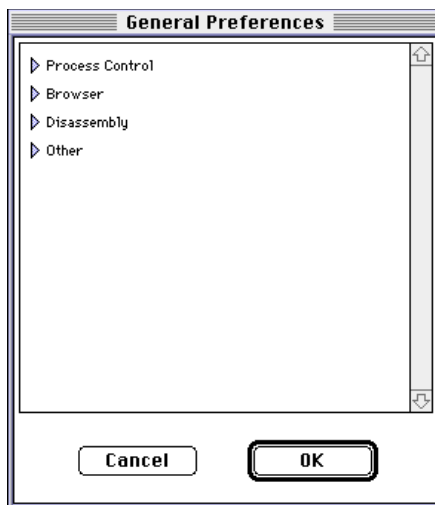 General Preferences
Process Control
Browser
Disassembly
Other
Cancel
OK